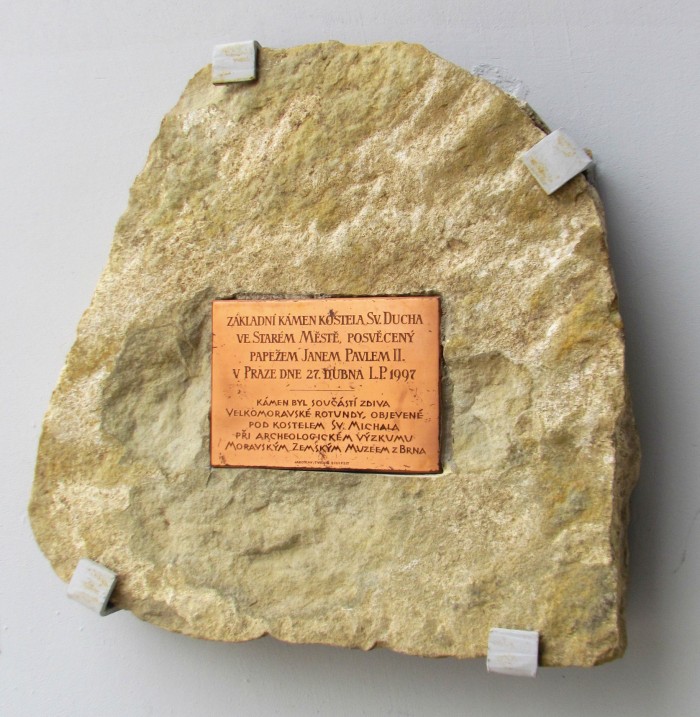 ZÁKLADNÍ KÁMEN KOSTELA SV. DUCHA
VE STARÉM MĚSTĚ, POSVĚCENÝ
PAPEŽEM JANEM PAVLEM II.
V PRAZE DNE 27. DUBNA L.P. 1997
KÁMEN BYL SOUČÁSTÍ ZDIVA
VELKOMORAVSKÉ ROTUNDY, OBJEVENÉ
POD KOSTELEM SV. MICHALA
PŘI ARCHEOLOGICKÉM VÝZKUMU
MORAVSKÝM ZEMSKÝM MUZEEM Z BRNA